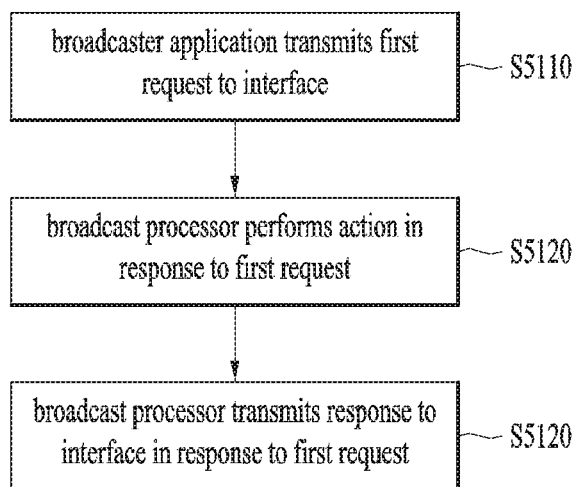 broadcaster application transmits first
request to interface
S5110
broadcast processor performs action in
response to first request
S5120
broadcast processor transmits response to
interface in response to first request
S5120